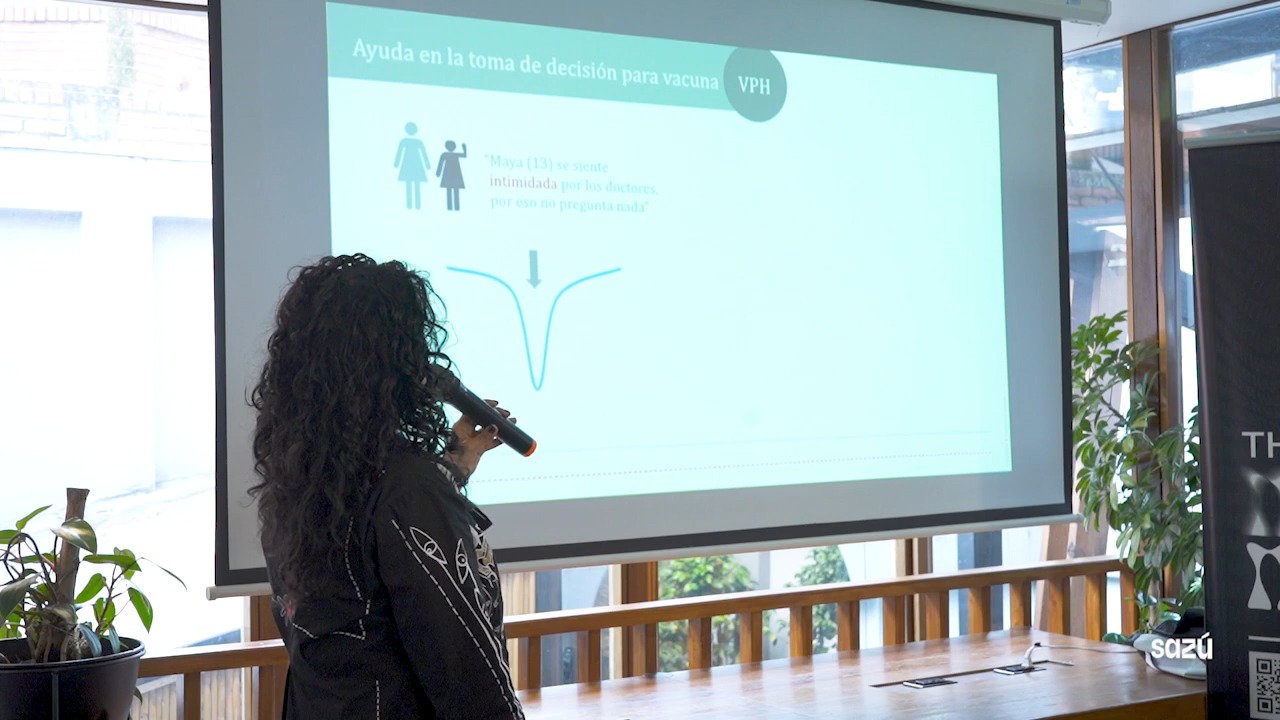 Ayuda en la toma de decisión para vacuna
VPH
"Maya (13) se siente
intimidada por los doctores,
por eso no pregunta nada"
TH
sazú